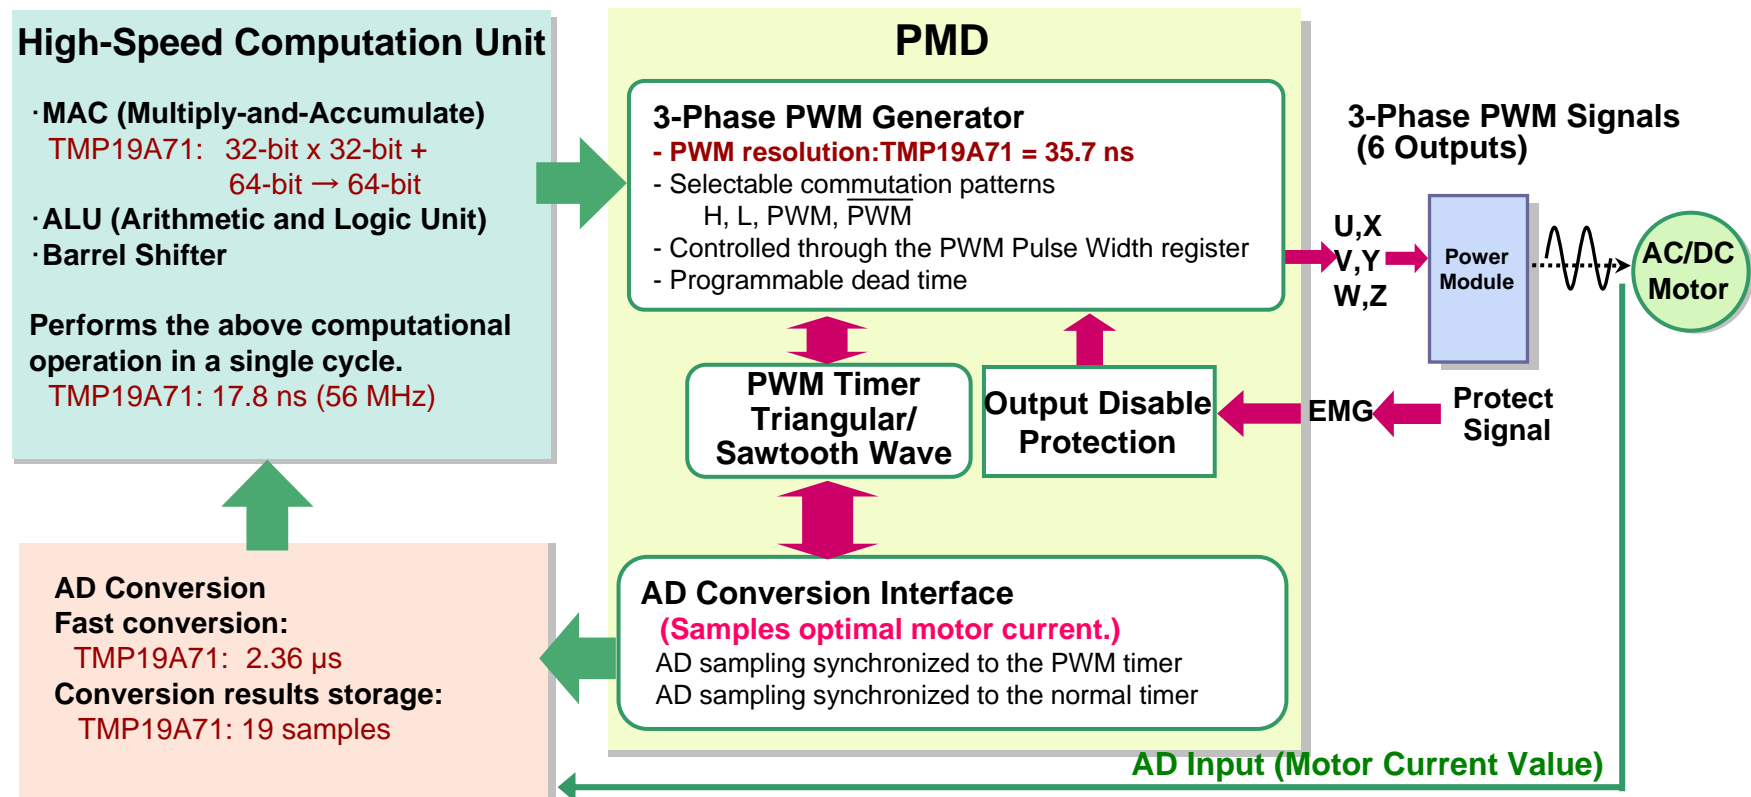 High-Speed Computation Unit
·MAC (Multiply-and-Accumulate)
TMP19A71: 32-bit x 32-bit +
64-bit → 64-bit
·ALU (Arithmetic and Logic Unit)
·Barrel Shifter
Performs the above computational
operation in a single cycle.
TMP19A71: 17.8 ns (56 MHz)
PMD
3-Phase PWM Generator
- PWM resolution:TMP19A71 = 35.7 ns
- Selectable commutation patterns
H, L, PWM, P̅W̅M̅
- Controlled through the PWM Pulse Width register
- Programmable dead time
3-Phase PWM Signals
(6 Outputs)
U,X
V,Y
W,Z
Power
Module
AC/DC
Motor
PWM Timer
Triangular/
Sawtooth Wave
Output Disable
Protection
EMG
Protect
Signal
AD Conversion
Fast conversion:
TMP19A71: 2.36 µs
Conversion results storage:
TMP19A71: 19 samples
AD Conversion Interface
(Samples optimal motor current.)
AD sampling synchronized to the PWM timer
AD sampling synchronized to the normal timer
AD Input (Motor Current Value)